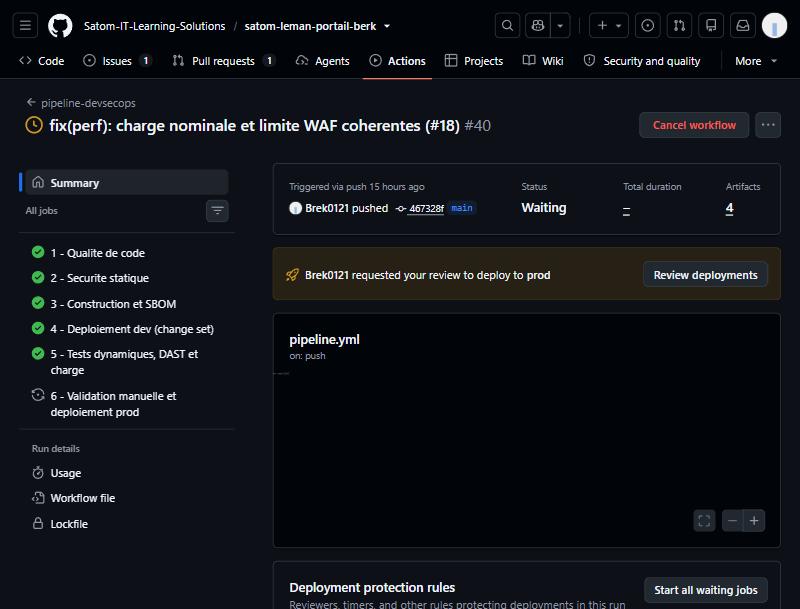 Satom-IT-Learning-Solutions / satom-leman-portail-berk
Code Issues 1 Pull requests 1 Agents Actions Projects Wiki Security and quality More
pipeline-devsecops
fix(perf): charge nominale et limite WAF coherentes (#18) #40
Cancel workflow
Summary
All jobs
1 - Qualite de code
2 - Securite statique
3 - Construction et SBOM
4 - Deploiement dev (change set)
5 - Tests dynamiques, DAST et
charge
6 - Validation manuelle et
deploiement prod
Run details
Usage
Workflow file
Lockfile
Triggered via push 15 hours ago
Brek0121 pushed 467328f main
Status
Waiting
Total duration
–
Artifacts
4
Brek0121 requested your review to deploy to prod
Review deployments
pipeline.yml
on: push
Deployment protection rules
Reviewers, timers, and other rules protecting deployments in this run
Start all waiting jobs